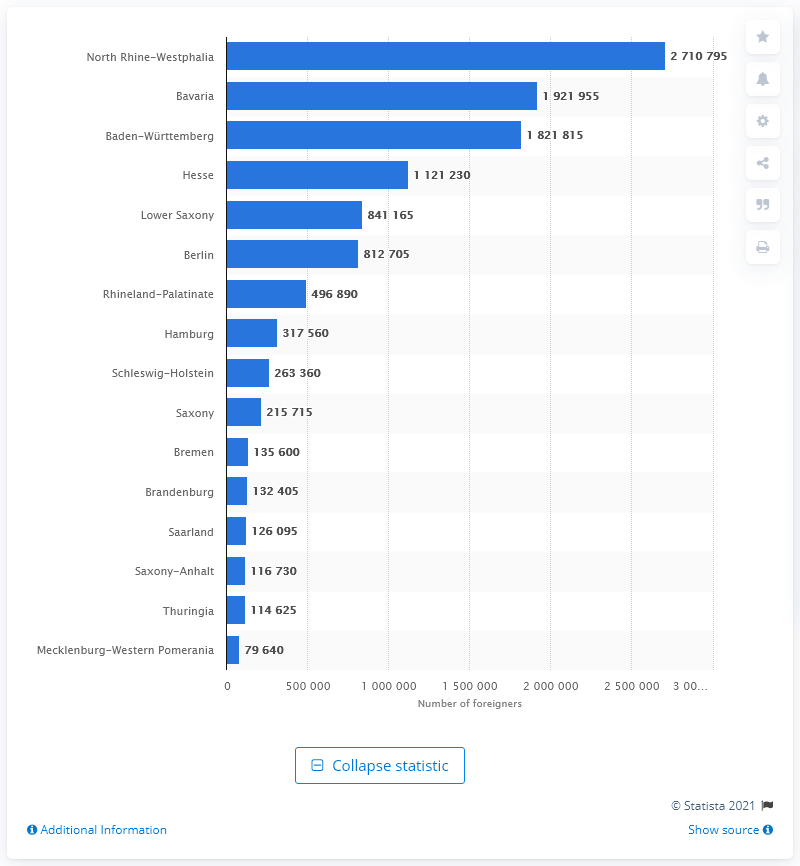 North Rhine-Westphalia 2 710 795
Bavaria 1 921 955
Baden-Württemberg 1 821 815
Hesse 1 121 230
Lower Saxony 841 165
Berlin 812 705
Rhineland-Palatinate 496 890
Hamburg 317 560
Schleswig-Holstein 263 360
Saxony 215 715
Bremen 135 600
Brandenburg 132 405
Saarland 126 095
Saxony-Anhalt 116 730
Thuringia 114 625
Mecklenburg-Western Pomerania 79 640
0 500 000 1 000 000 1 500 000 2 000 000 2 500 000 3 00...
Number of foreigners
Collapse statistic
© Statista 2021
Additional Information Show source